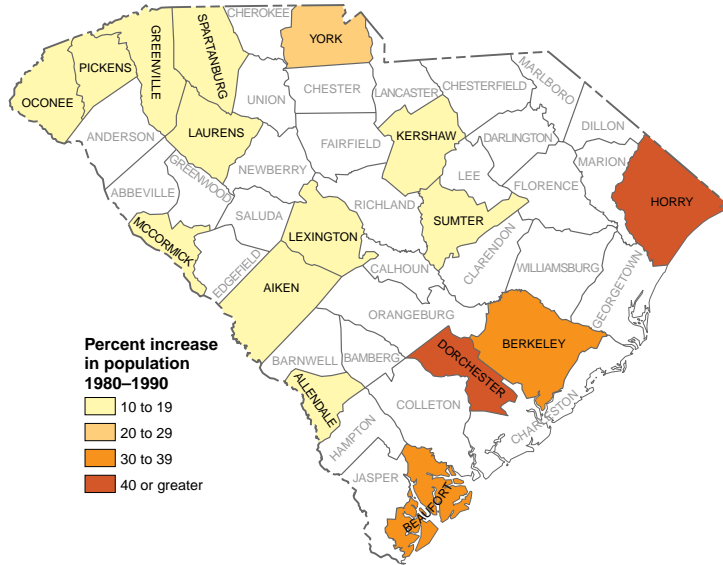 CHEROKEE
SPARTANBURG
GREENVILLE
YORK
PICKENS
OCONEE
UNION
CHESTER
LANCASTER
CHESTERFIELD
MARLBORO
DILLON
ANDERSON
LAURENS
FAIRFIELD
KERSHAW
DARLINGTON
MARION
GREENWOOD
NEWBERRY
LEE
FLORENCE
ABBEVILLE
SALUDA
RICHLAND
SUMTER
HORRY
MCCORMICK
EDGEFIELD
LEXINGTON
CALHOUN
CLARENDON
WILLIAMSBURG
GEORGETOWN
AIKEN
ORANGEBURG
BERKELEY
BARNWELL
BAMBERG
DORCHESTER
ALLENDALE
COLLETON
CHARLESTON
HAMPTON
JASPER
BEAUFORT
Percent increase
in population
1980–1990
10 to 19
20 to 29
30 to 39
40 or greater